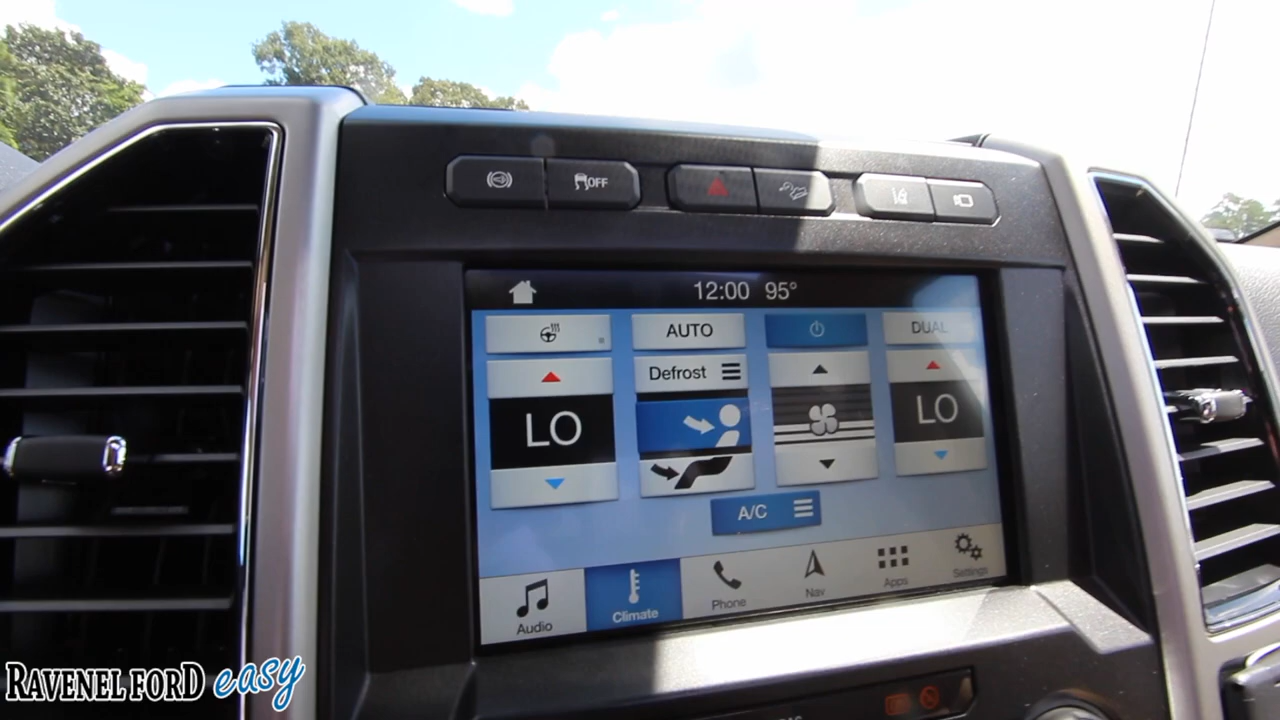 OFF
12:00 95°
AUTO
DUAL
Defrost
LO
LO
A/C
Audio
Climate
Phone
Nav
Apps
Settings
RAVENEL FORD easy